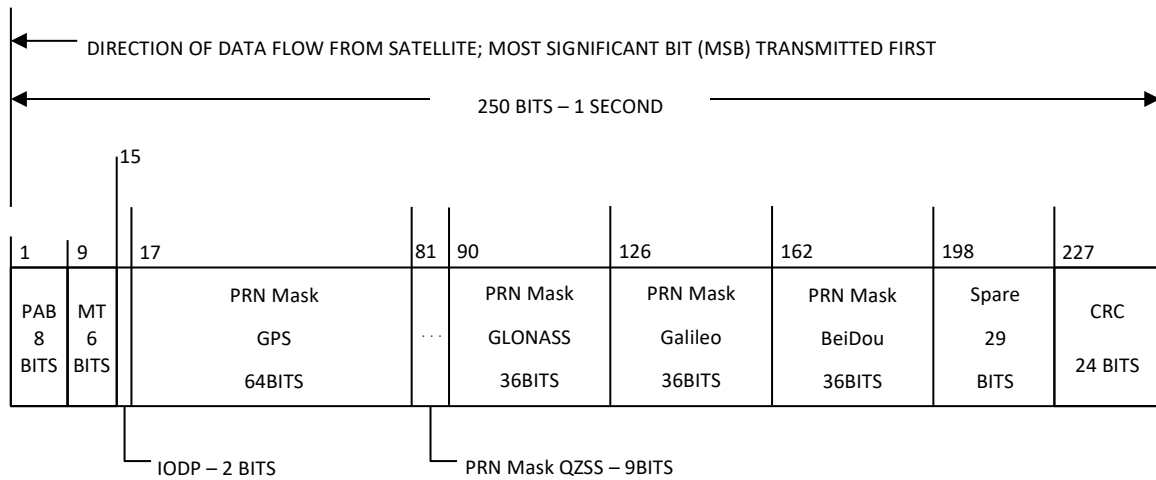 DIRECTION OF DATA FLOW FROM SATELLITE; MOST SIGNIFICANT BIT (MSB) TRANSMITTED FIRST
250 BITS – 1 SECOND
15
1 9 17 81 90 126 162 198 227
PAB
8
BITS
MT
6
BITS
PRN Mask
GPS
64BITS
...
PRN Mask
GLONASS
36BITS
PRN Mask
Galileo
36BITS
PRN Mask
BeiDou
36BITS
Spare
29
BITS
CRC
24 BITS
IODP – 2 BITS
PRN Mask QZSS – 9BITS